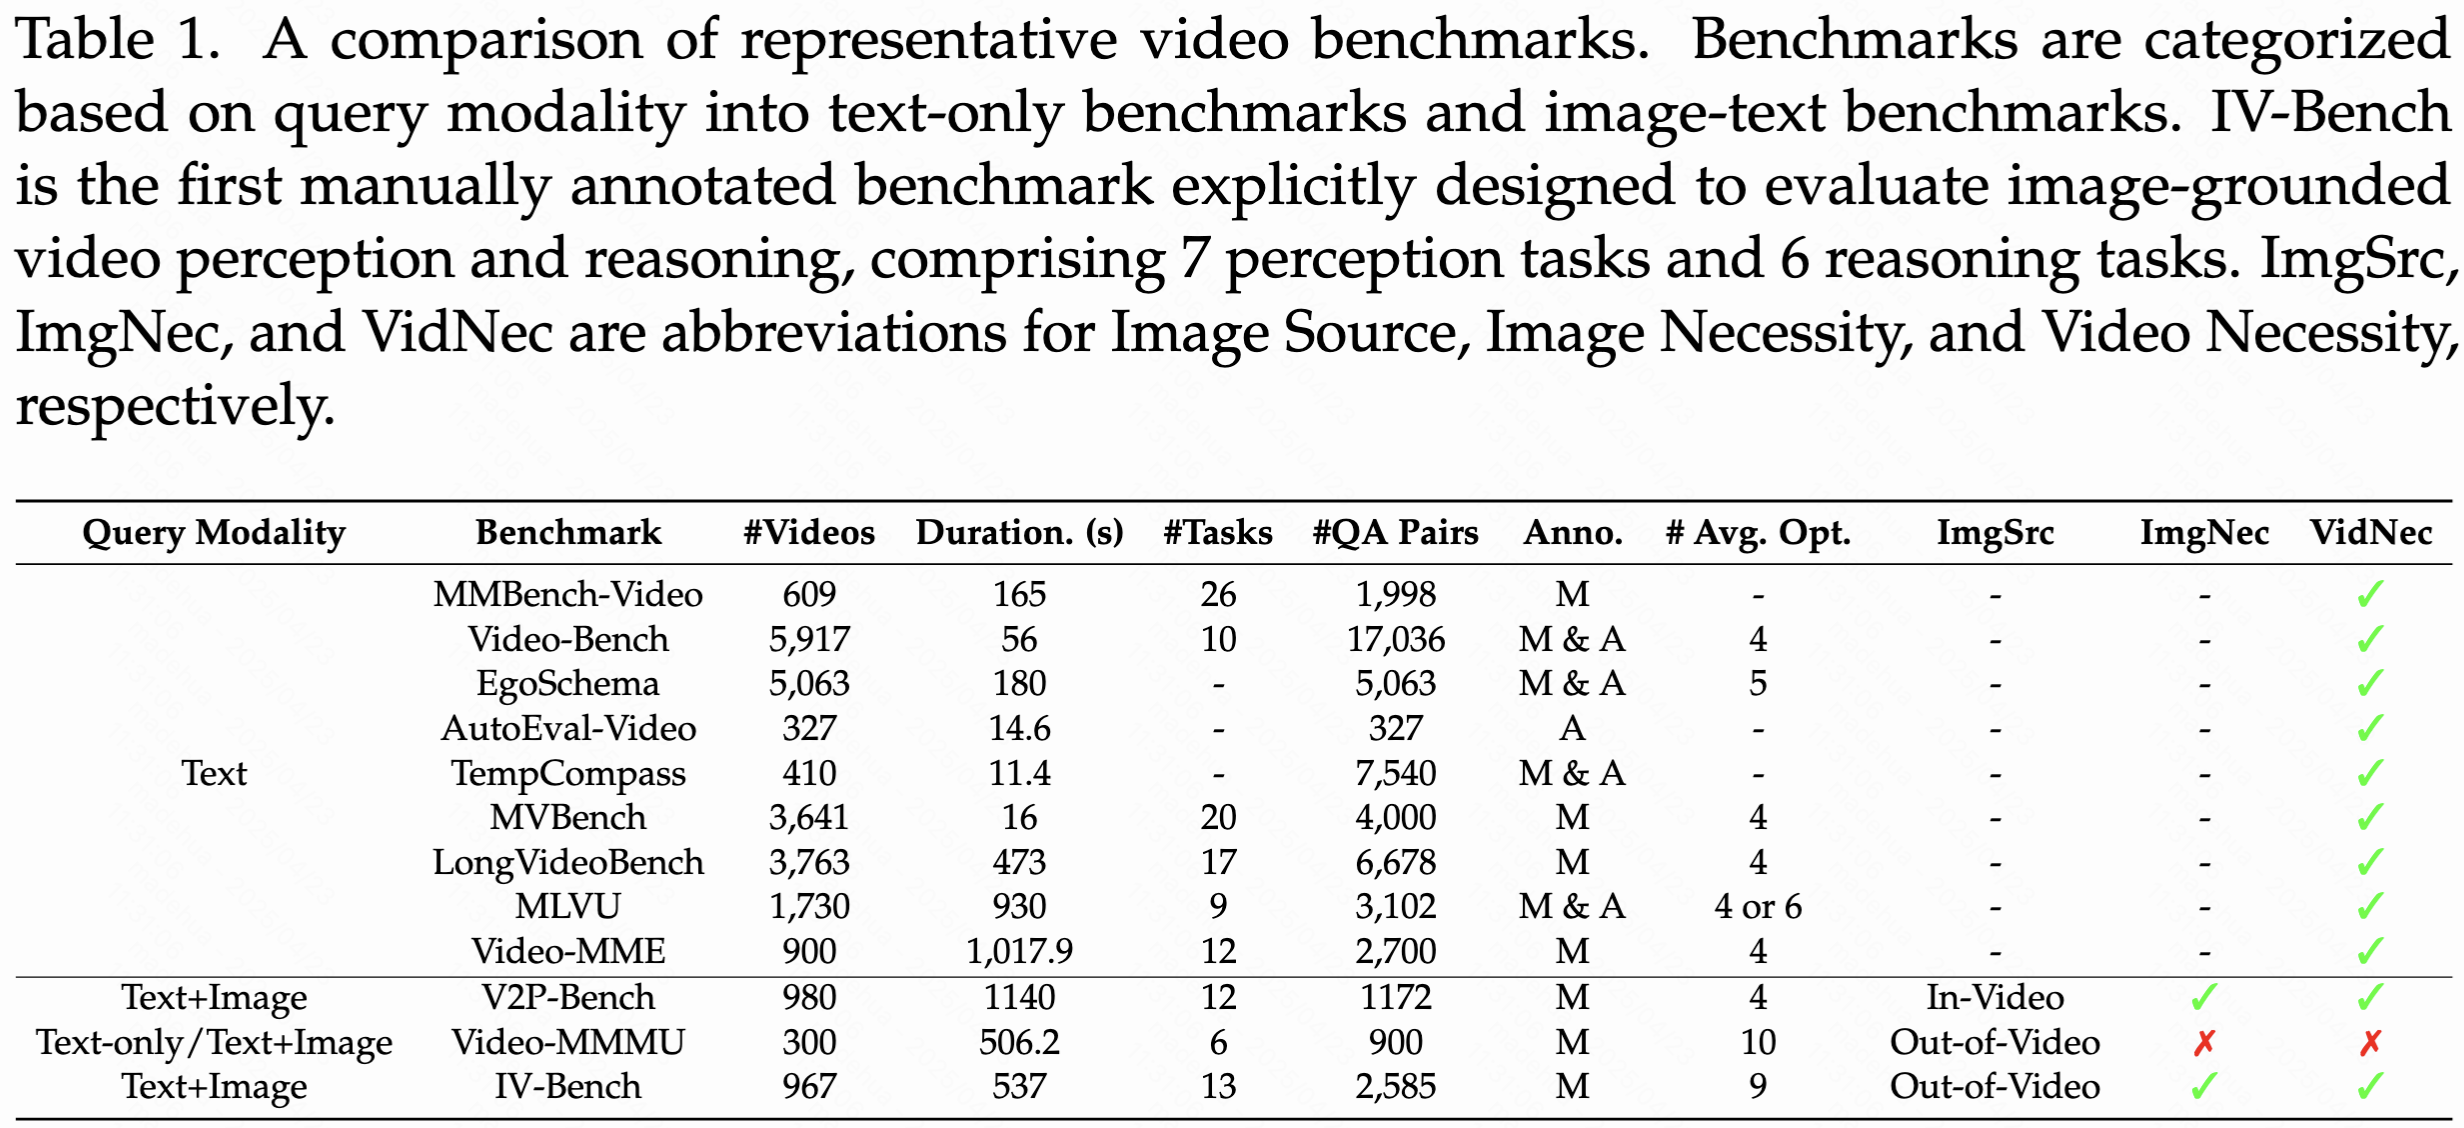 Table 1. A comparison of representative video benchmarks. Benchmarks are categorized
based on query modality into text-only benchmarks and image-text benchmarks. IV-Bench
is the first manually annotated benchmark explicitly designed to evaluate image-grounded
video perception and reasoning, comprising 7 perception tasks and 6 reasoning tasks. ImgSrc,
ImgNec, and VidNec are abbreviations for Image Source, Image Necessity, and Video Necessity,
respectively.
Query Modality Benchmark #Videos Duration. (s) #Tasks #QA Pairs Anno. # Avg. Opt. ImgSrc ImgNec VidNec
MMBench-Video 609 165 26 1,998 M - - - ✓
Video-Bench 5,917 56 10 17,036 M & A 4 - - ✓
EgoSchema 5,063 180 - 5,063 M & A 5 - - ✓
AutoEval-Video 327 14.6 - 327 A - - - ✓
Text TempCompass 410 11.4 - 7,540 M & A - - - ✓
MVBench 3,641 16 20 4,000 M 4 - - ✓
LongVideoBench 3,763 473 17 6,678 M 4 - - ✓
MLVU 1,730 930 9 3,102 M & A 4 or 6 - - ✓
Video-MME 900 1,017.9 12 2,700 M 4 - - ✓
Text+Image V2P-Bench 980 1140 12 1172 M 4 In-Video ✓ ✓
Text-only/Text+Image Video-MMMU 300 506.2 6 900 M 10 Out-of-Video ✗ ✗
Text+Image IV-Bench 967 537 13 2,585 M 9 Out-of-Video ✓ ✓